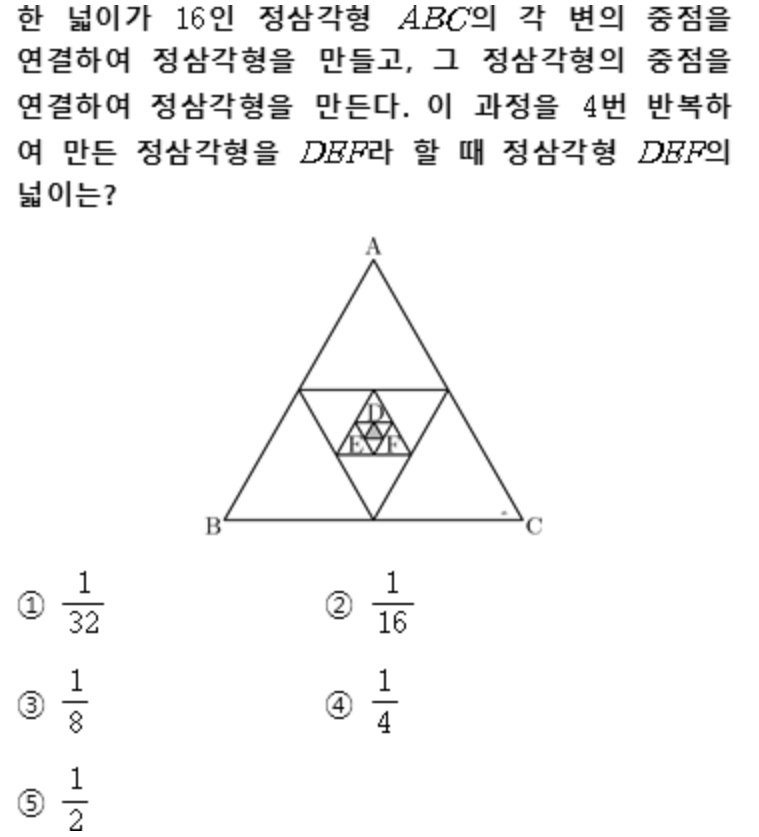 한 넓이가 16인 정삼각형 ABC의 각 변의 중점을
연결하여 정삼각형을 만들고, 그 정삼각형의 중점을
연결하여 정삼각형을 만든다. 이 과정을 4번 반복하
여 만든 정삼각형을 DEF라 할 때 정삼각형 DEF의
넓이는?
A
D
E F
B C
① 1/32 ② 1/16
③ 1/8 ④ 1/4
⑤ 1/2